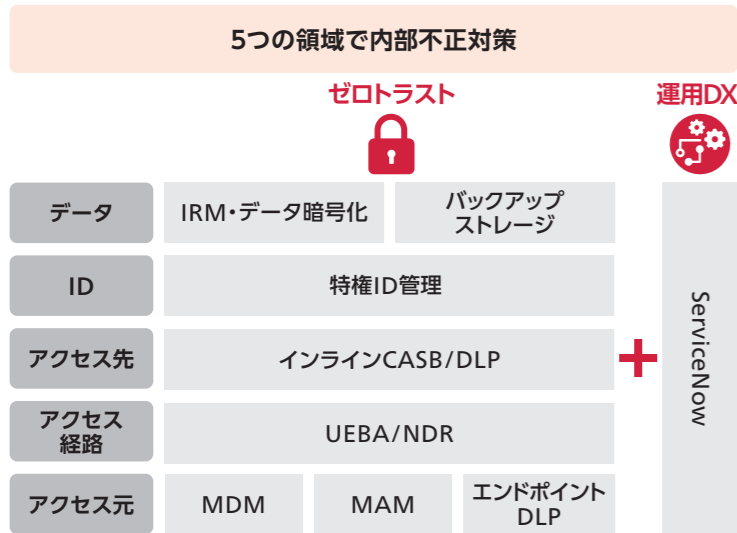 5つの領域で内部不正対策
ゼロトラスト
運用DX
データ
IRM・データ暗号化
バックアップ
ストレージ
ID
特権ID管理
アクセス先
インラインCASB/DLP
アクセス
経路
UEBA/NDR
アクセス元
MDM
MAM
エンドポイント
DLP
+
ServiceNow